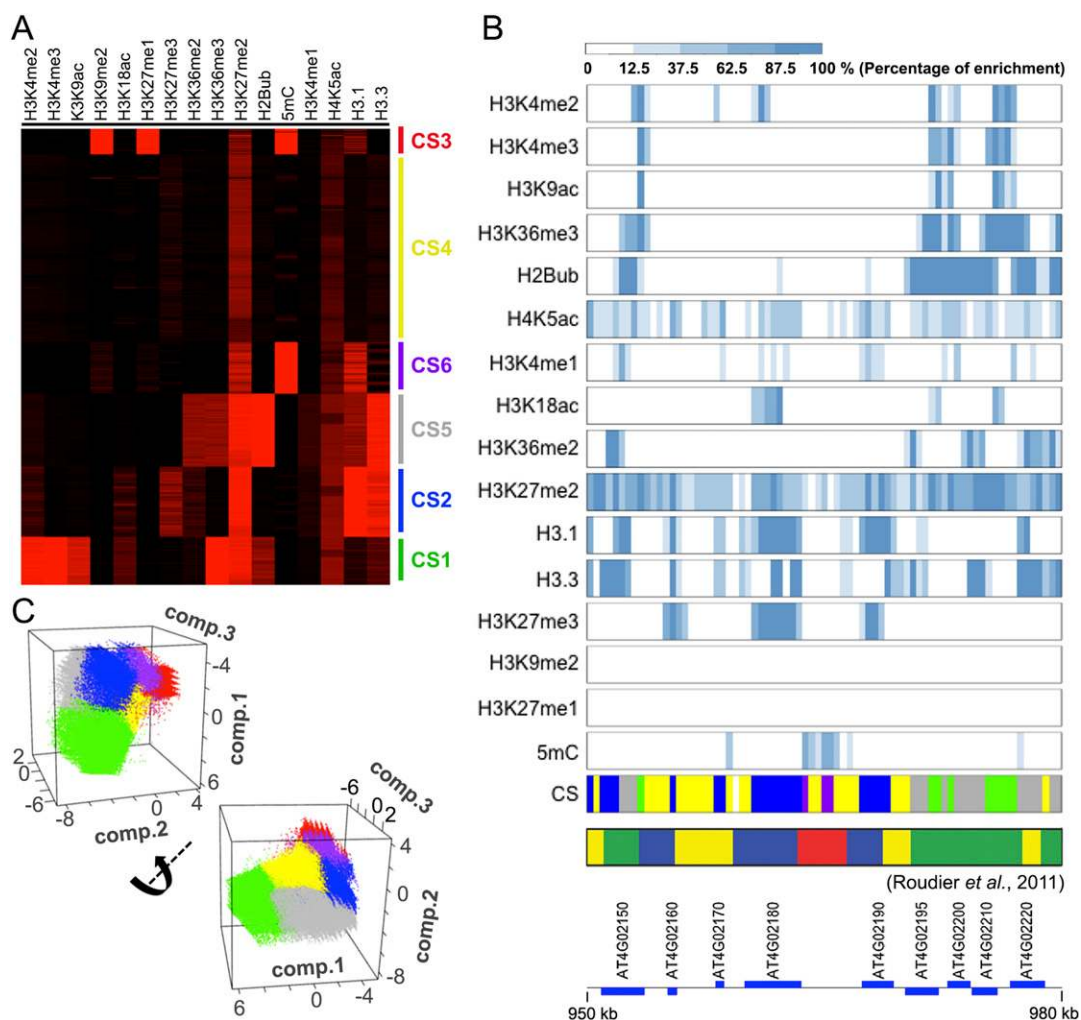 A
H3K4me2
H3K4me3
K3K9ac
H3K9me2
H3K18ac
H3K27me1
H3K27me3
H3K36me2
H3K36me3
H3K27me2
H2Bub
5mC
H3K4me1
H4K5ac
H3.1
H3.3
CS3
CS4
CS6
CS5
CS2
CS1
B
0 12.5 37.5 62.5 87.5 100 % (Percentage of enrichment)
H3K4me2
H3K4me3
H3K9ac
H3K36me3
H2Bub
H4K5ac
H3K4me1
H3K18ac
H3K36me2
H3K27me2
H3.1
H3.3
H3K27me3
H3K9me2
H3K27me1
5mC
CS
(Roudier et al., 2011)
AT4G02150
AT4G02160
AT4G02170
AT4G02180
AT4G02190
AT4G02195
AT4G02200
AT4G02210
AT4G02220
950 kb
980 kb
C
comp.3
-4
0
6
comp.1
2
0
-6
-8
0
4
comp.2
comp.3
-6
0
2
6
4
0
-8
comp.2
comp.1
6
0
-4